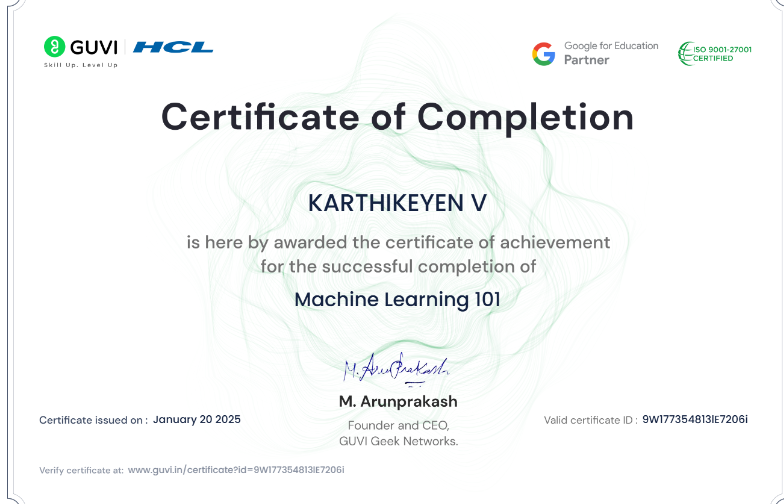 GUVI HCL
Skill Up. Level Up
Google for Education
Partner
ISO 9001-27001
CERTIFIED
Certificate of Completion
KARTHIKEYEN V
is here by awarded the certificate of achievement
for the successful completion of
Machine Learning 101
M. Arunprakash
M. Arunprakash
Founder and CEO,
GUVI Geek Networks.
Certificate issued on : January 20 2025
Valid certificate ID : 9W177354813IE7206i
Verify certificate at: www.guvi.in/certificate?id=9W177354813IE7206i